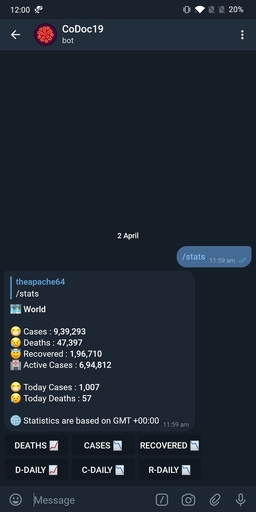 12:00
20%
CoDoc19
bot
2 April
/stats 11:59 am
theapache64
/stats
World
Cases : 9,39,293
Deaths : 47,397
Recovered : 1,96,710
Active Cases : 6,94,812
Today Cases : 1,007
Today Deaths : 57
Statistics are based on GMT +00:00 11:59 am
DEATHS CASES RECOVERED
D-DAILY C-DAILY R-DAILY
Message